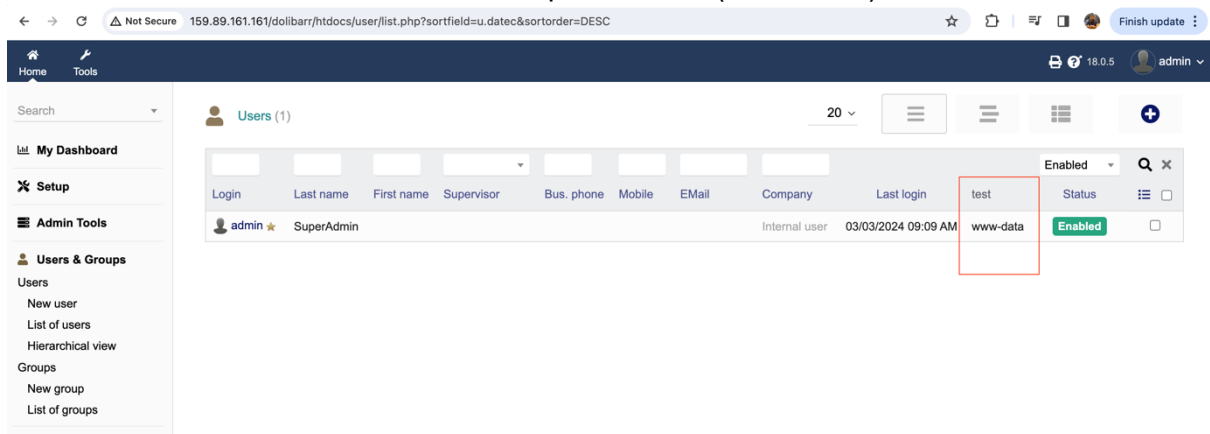 Not Secure 159.89.161.161/dolibarr/htdocs/user/list.php?sortfield=u.datec&sortorder=DESC Finish update
Home Tools 18.0.5 admin
Search
Users (1) 20
My Dashboard
Enabled
Setup
Login Last name First name Supervisor Bus. phone Mobile EMail Company Last login test Status
Admin Tools
admin SuperAdmin Internal user 03/03/2024 09:09 AM www-data Enabled
Users & Groups
Users
New user
List of users
Hierarchical view
Groups
New group
List of groups